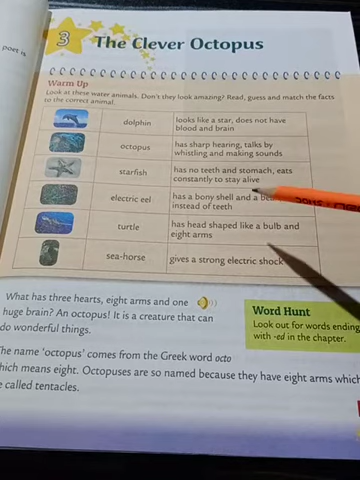 poet is
3 The Clever Octopus
Warm Up
Look at these water animals. Don't they look amazing? Read, guess and match the facts
to the correct animal.
dolphin looks like a star, does not have
blood and brain
octopus has sharp hearing, talks by
whistling and making sounds
starfish has no teeth and stomach, eats
constantly to stay alive
electric eel has a bony shell and a
instead of teeth
turtle has head shaped like a bulb and
eight arms
sea-horse gives a strong electric shock
What has three hearts, eight arms and one
huge brain? An octopus! It is a creature that can
do wonderful things.
Word Hunt
Look out for words ending
with -ed in the chapter.
he name 'octopus' comes from the Greek word octo
hich means eight. Octopuses are so named because they have eight arms which
e called tentacles.